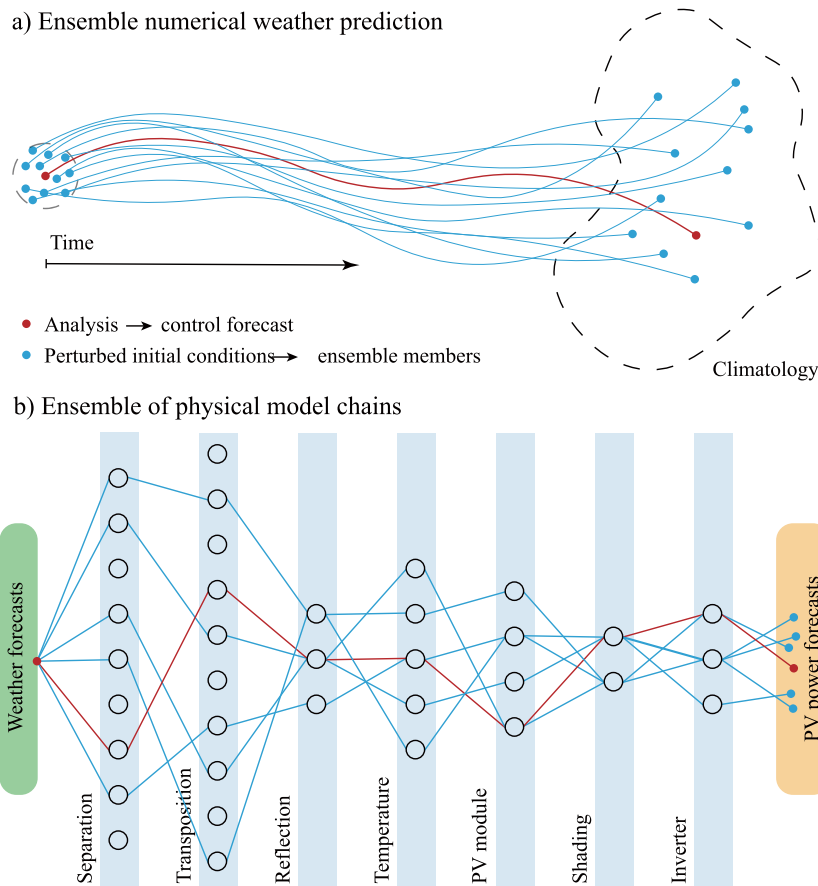 a) Ensemble numerical weather prediction
Time
Analysis → control forecast
Perturbed initial conditions → ensemble members
Climatology
b) Ensemble of physical model chains
Weather forecasts
Separation
Transposition
Reflection
Temperature
PV module
Shading
Inverter
PV power forecasts